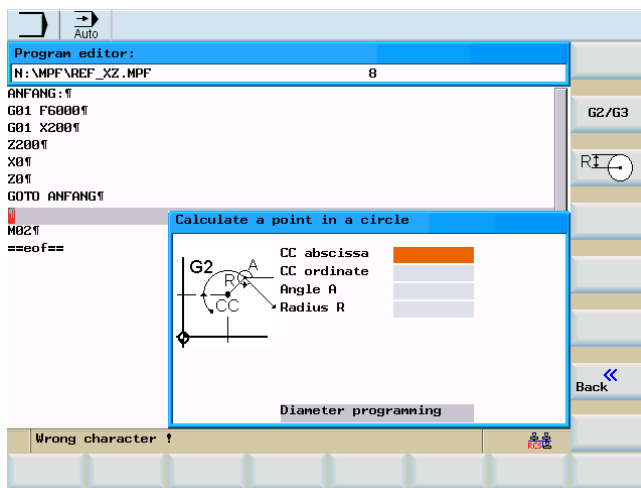 Auto
Program editor:
N:\MPF\REF_XZ.MPF 8
ANFANG:¶
G01 F6000¶
G01 X200¶
Z200¶
X0¶
Z0¶
GOTO ANFANG¶
¶
M02¶
==eof==
Calculate a point in a circle
G2
A
R
CC
CC abscissa
CC ordinate
Angle A
Radius R
Diameter programming
G2/G3
R
Back «
Wrong character !
RCS